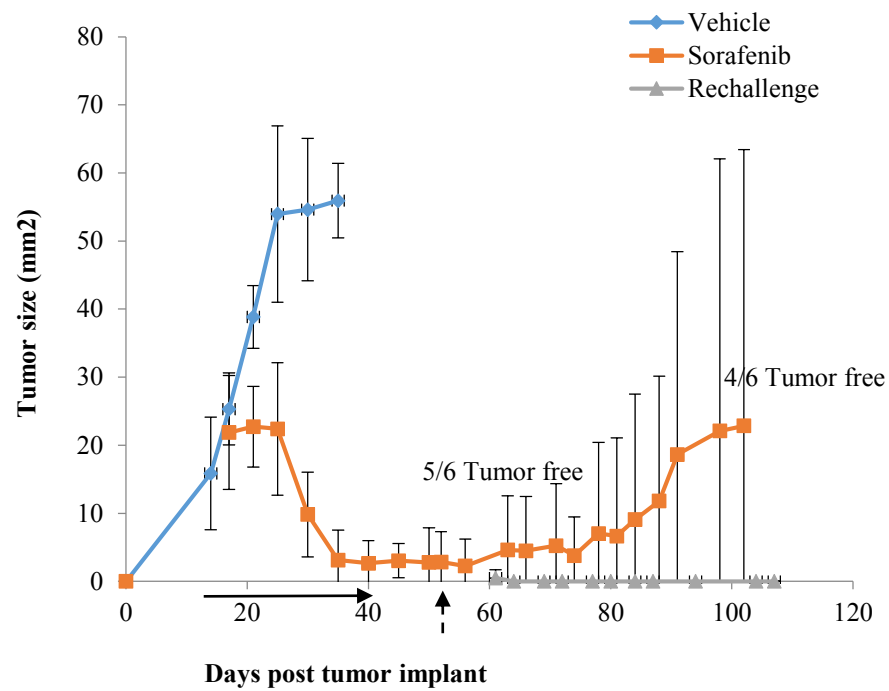 Vehicle
Sorafenib
Rechallenge
80
70
60
50
40
30
20
10
0
Tumor size (mm2)
4/6 Tumor free
5/6 Tumor free
0
20
40
60
80
100
120
Days post tumor implant